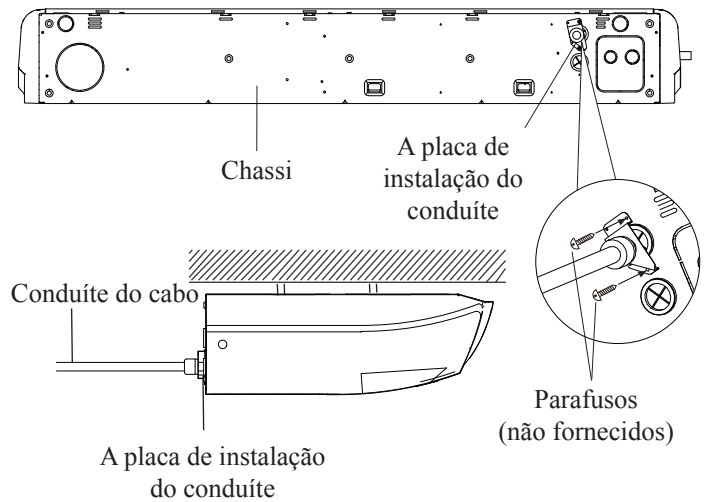 Chassi
A placa de
instalação do
conduíte
Conduíte do cabo
Parafusos
(não fornecidos)
A placa de instalação
do conduíte